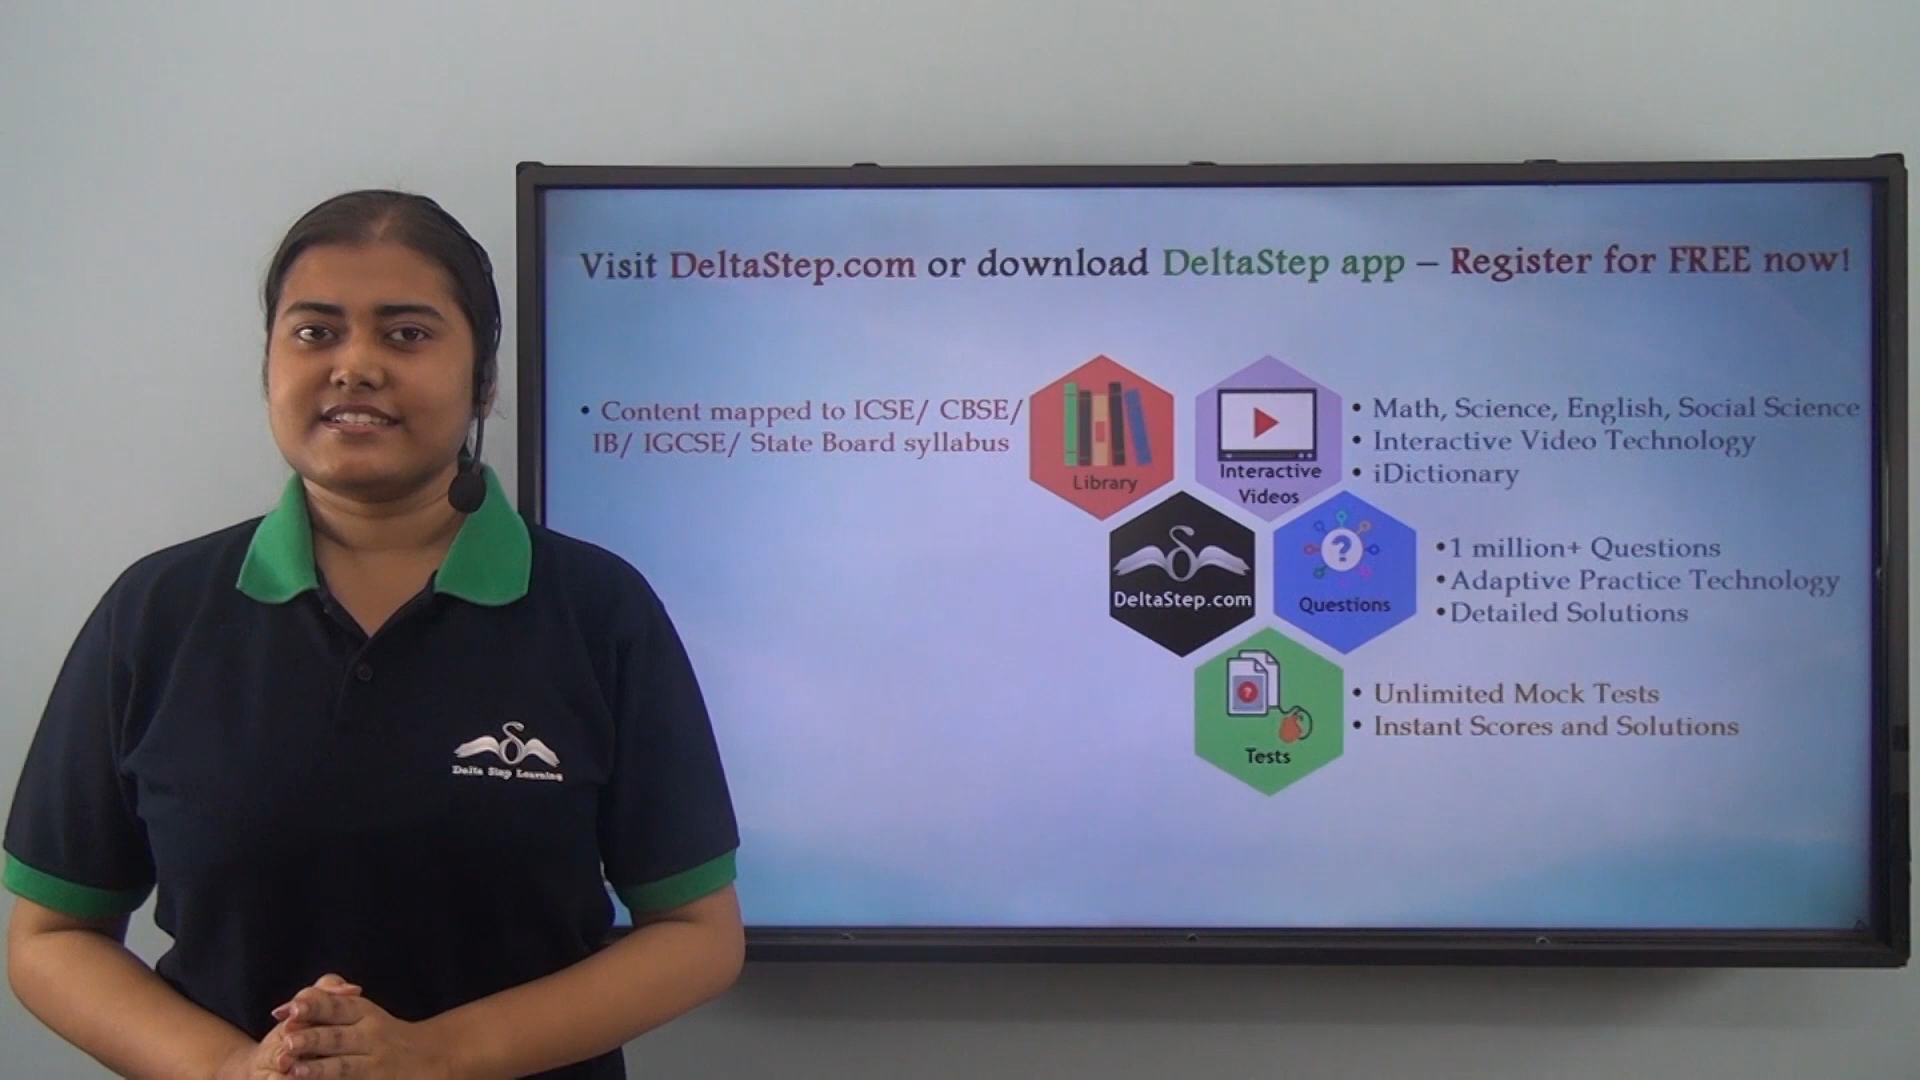 Visit DeltaStep.com or download DeltaStep app – Register for FREE now!
• Content mapped to ICSE/ CBSE/
IB/ IGCSE/ State Board syllabus
Library
Interactive
Videos
• Math, Science, English, Social Science
• Interactive Video Technology
• iDictionary
DeltaStep.com
?
Questions
•1 million+ Questions
•Adaptive Practice Technology
•Detailed Solutions
?
Tests
• Unlimited Mock Tests
• Instant Scores and Solutions
δ
Delta Step Learning